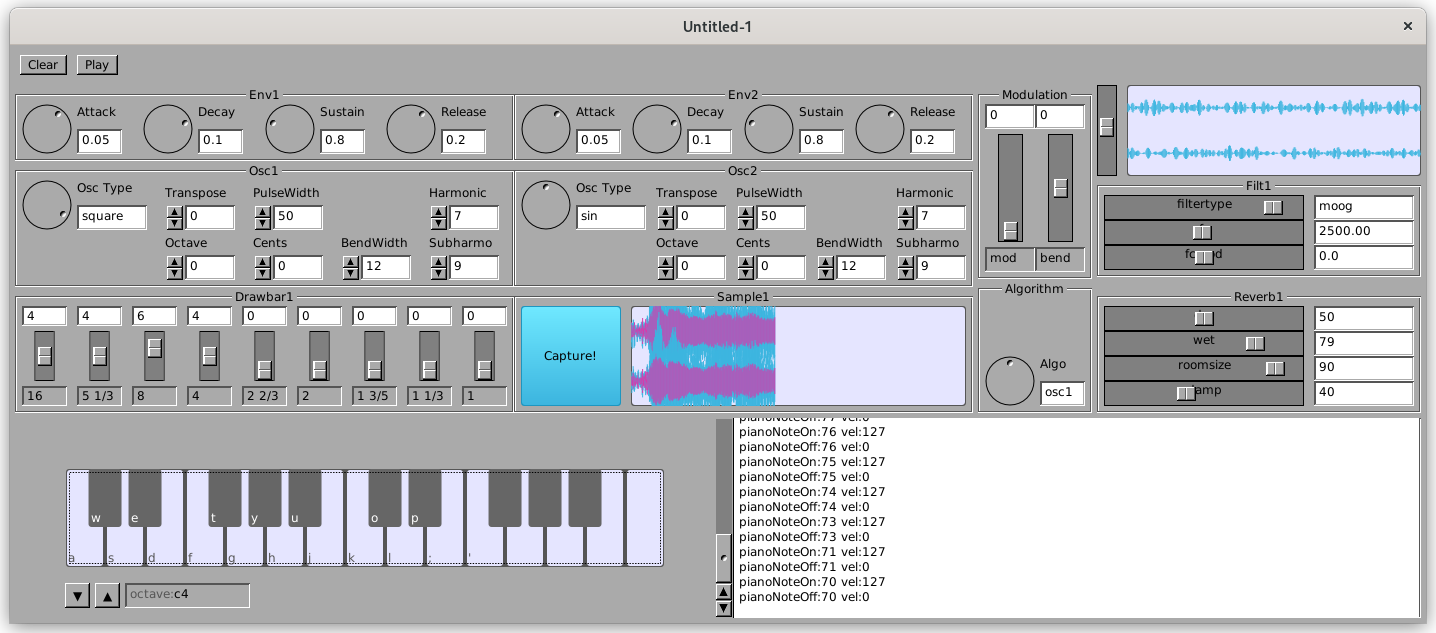 Untitled-1
×
Clear Play
Env1
Attack Decay Sustain Release
0.05 0.1 0.8 0.2
Env2
Attack Decay Sustain Release
0.05 0.1 0.8 0.2
Modulation
0 0
mod bend
Osc1
Osc Type Transpose PulseWidth Harmonic
square 0 50 7
Octave Cents BendWidth Subharmo
0 0 12 9
Osc2
Osc Type Transpose PulseWidth Harmonic
sin 0 50 7
Octave Cents BendWidth Subharmo
0 0 12 9
Filt1
filtertype moog
2500.00
0.0
Drawbar1
4 4 6 4 0 0 0 0 0
16 5 1/3 8 4 2 2/3 2 1 3/5 1 1/3 1
Sample1
Capture!
Algorithm
Algo
osc1
Reverb1
50
wet 79
roomsize 90
40
w e t y u o p
a s d f g h j k l ; '
▼ ▲ octave:c4
pianoNoteOn:76 vel:127
pianoNoteOff:76 vel:0
pianoNoteOn:75 vel:127
pianoNoteOff:75 vel:0
pianoNoteOn:74 vel:127
pianoNoteOff:74 vel:0
pianoNoteOn:73 vel:127
pianoNoteOff:73 vel:0
pianoNoteOn:71 vel:127
pianoNoteOff:71 vel:0
pianoNoteOn:70 vel:127
pianoNoteOff:70 vel:0